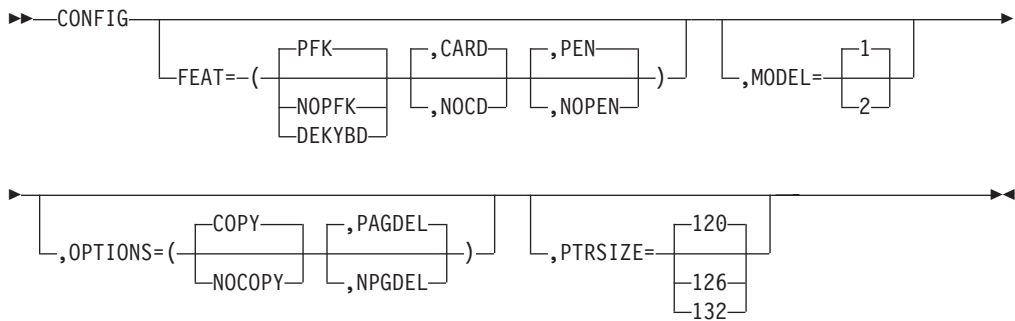 CONFIG
PFK ,CARD ,PEN 1
FEAT=( ) ,MODEL=
NOPFK ,NOCD ,NOPEN 2
DEKYBD
COPY ,PAGDEL 120
,OPTIONS=( ) ,PTRSIZE=
NOCOPY ,NPGDEL 126
132